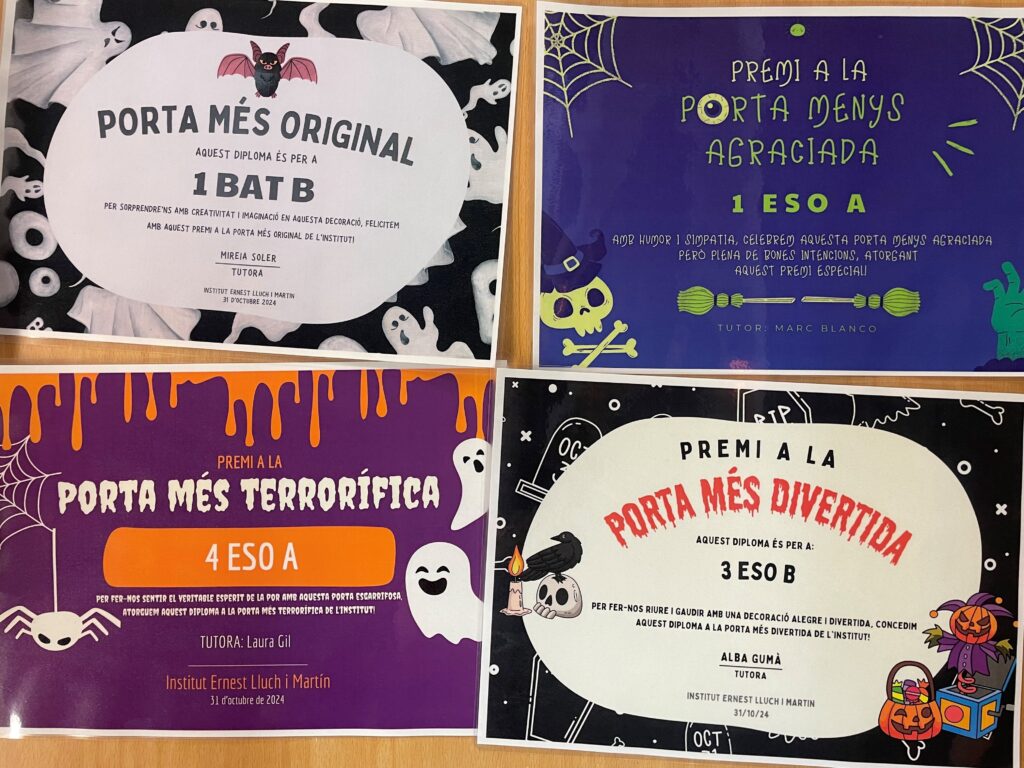 PORTA MÉS ORIGINAL
AQUEST DIPLOMA ÉS PER A
1 BAT B
PER SORPRENDRE'NS AMB CREATIVITAT I IMAGINACIÓ EN AQUESTA DECORACIÓ, FELICITEM
AMB AQUEST PREMI A LA PORTA MÉS ORIGINAL DE L'INSTITUT!
MIREIA SOLER
TUTORA
INSTITUT ERNEST LLUCH I MARTIN
31 D'OCTUBRE 2024
PREMI A LA
PORTA MENYS
AGRACIADA
1 ESO A
AMB HUMOR I SIMPATIA, CELEBREM AQUESTA PORTA MENYS AGRACIADA
PERÒ PLENA DE BONES INTENCIONS, ATORGANT
AQUEST PREMI ESPECIAL!
TUTOR: MARC BLANCO
PREMI A LA
PORTA MÉS TERRORÍFICA
4 ESO A
PER FER-NOS SENTIR EL VERITABLE ESPERIT DE LA POR AMB AQUESTA PORTA ESGARRIFOSA,
ATORGUEM AQUEST DIPLOMA A LA PORTA MÉS TERRORÍFICA DE L'INSTITUT!
TUTORA: Laura Gil
Institut Ernest Lluch i Martín
31 d'octubre de 2024
RIP
OCT
PREMI A LA
PORTA MÉS DIVERTIDA
AQUEST DIPLOMA ÉS PER A:
3 ESO B
PER FER-NOS RIURE I GAUDIR AMB UNA DECORACIÓ ALEGRE I DIVERTIDA, CONCEDIM
AQUEST DIPLOMA A LA PORTA MÉS DIVERTIDA DE L'INSTITUT!
ALBA GUMÀ
TUTORA
INSTITUT ERNEST LLUCH I MARTIN
31/10/24
OCT